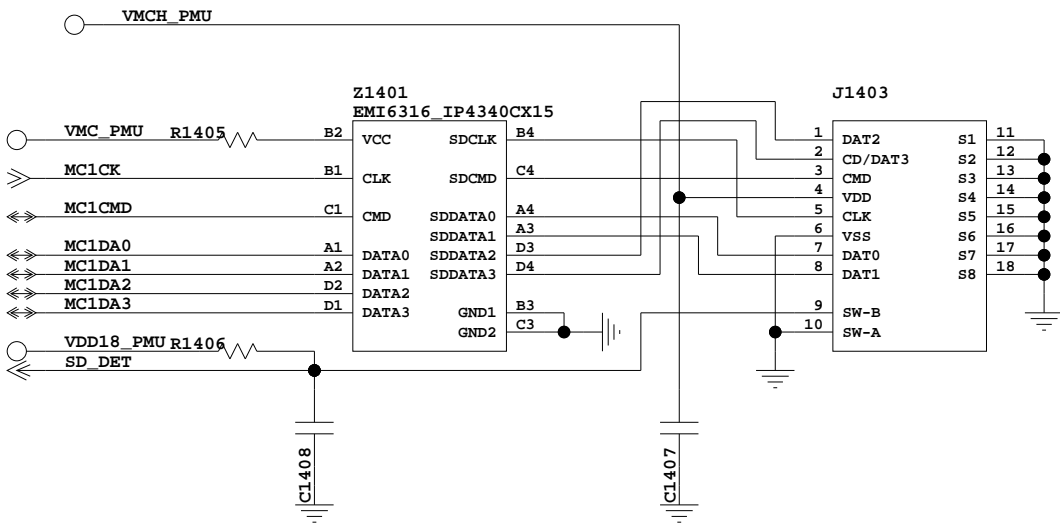 VMCH_PMU
Z1401
EMI6316_IP4340CX15
J1403
VMC_PMU R1405 B2 VCC SDCLK B4
MC1CK B1 CLK SDCMD C4
MC1CMD C1 CMD SDDATA0 A4
SDDATA1 A3
MC1DA0 A1 DATA0 SDDATA2 D3
MC1DA1 A2 DATA1 SDDATA3 D4
MC1DA2 D2 DATA2
MC1DA3 D1 DATA3 GND1 B3
GND2 C3
VDD18_PMU R1406
SD_DET
1 DAT2 S1 11
2 CD/DAT3 S2 12
3 CMD S3 13
4 VDD S4 14
5 CLK S5 15
6 VSS S6 16
7 DAT0 S7 17
8 DAT1 S8 18
9 SW-B
10 SW-A
C1408
C1407